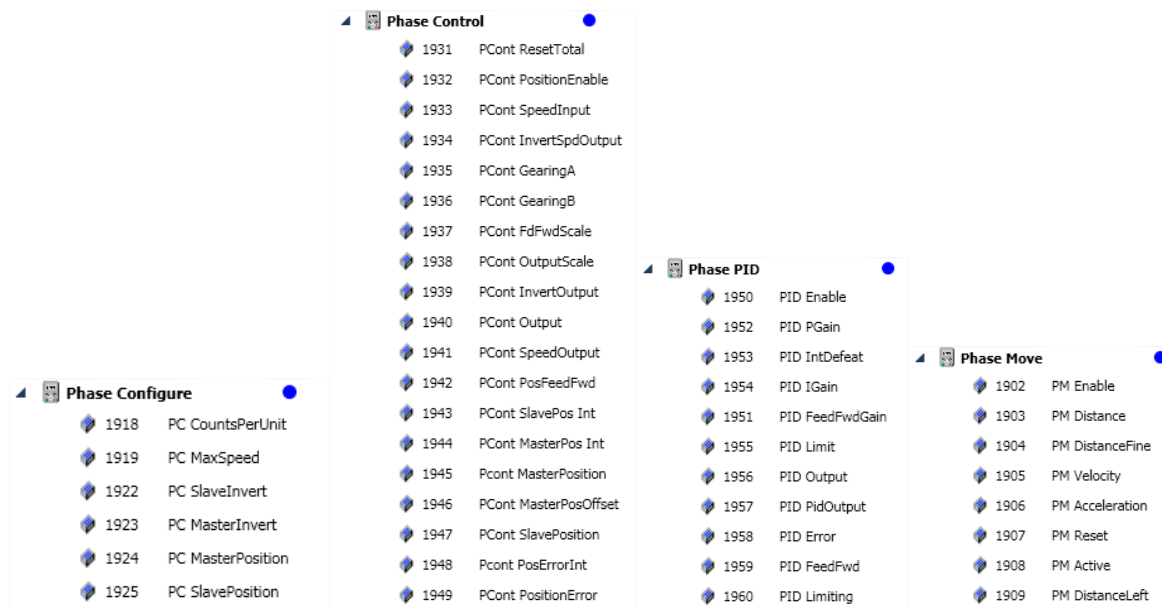 Phase Configure
1918 PC CountsPerUnit
1919 PC MaxSpeed
1922 PC SlaveInvert
1923 PC MasterInvert
1924 PC MasterPosition
1925 PC SlavePosition
Phase Control
1931 PCont ResetTotal
1932 PCont PositionEnable
1933 PCont SpeedInput
1934 PCont InvertSpdOutput
1935 PCont GearingA
1936 PCont GearingB
1937 PCont FdFwdScale
1938 PCont OutputScale
1939 PCont InvertOutput
1940 PCont Output
1941 PCont SpeedOutput
1942 PCont PosFeedFwd
1943 PCont SlavePos Int
1944 PCont MasterPos Int
1945 Pcont MasterPosition
1946 PCont MasterPosOffset
1947 PCont SlavePosition
1948 Pcont PosErrorInt
1949 PCont PositionError
Phase PID
1950 PID Enable
1952 PID PGain
1953 PID IntDefeat
1954 PID IGain
1951 PID FeedFwdGain
1955 PID Limit
1956 PID Output
1957 PID PidOutput
1958 PID Error
1959 PID FeedFwd
1960 PID Limiting
Phase Move
1902 PM Enable
1903 PM Distance
1904 PM DistanceFine
1905 PM Velocity
1906 PM Acceleration
1907 PM Reset
1908 PM Active
1909 PM DistanceLeft